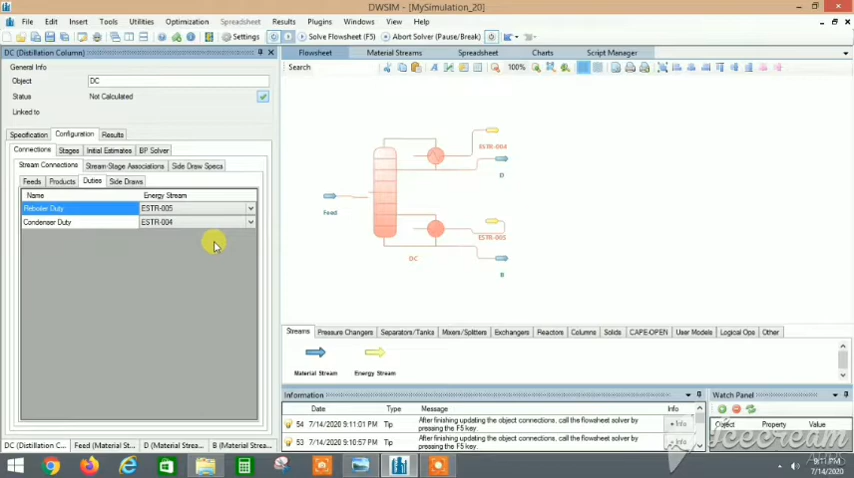 DWSIM - [MySimulation_20]
File Edit Insert Tools Utilities Optimization Spreadsheet Results Plugins Windows View Help
Settings Solve Flowsheet (F5) Abort Solver (Pause/Break)
DC (Distillation Column)
General Info
Object DC
Status Not Calculated
Linked to
Specification Configuration Results
Connections Stages Initial Estimates BP Solver
Stream Connections Stream-Stage Associations Side Draw Specs
Feeds Products Duties Side Draws
Name Energy Stream
Reboiler Duty ESTR-005
Condenser Duty ESTR-004
DC (Distillation C... Feed (Material St... D (Material Strea... B (Material Strea...
Flowsheet Material Streams Spreadsheet Charts Script Manager
Search 100%
ESTR-004
D
Feed
ESTR-005
DC
B
Streams Pressure Changers Separators/Tanks Mixers/Splitters Exchangers Reactors Columns Solids CAPE-OPEN User Models Logical Ops Other
Material Stream Energy Stream
Information
Date Type Message Info
54 7/14/2020 9:11:01 PM Tip After finishing updating the object connections, call the flowsheet solver by pressing the F5 key. Info
53 7/14/2020 9:10:57 PM Tip After finishing updating the object connections, call the flowsheet solver by pressing the F5 key. Info
Watch Panel
Object Property Value
Icecream
9:11 PM
7/14/2020